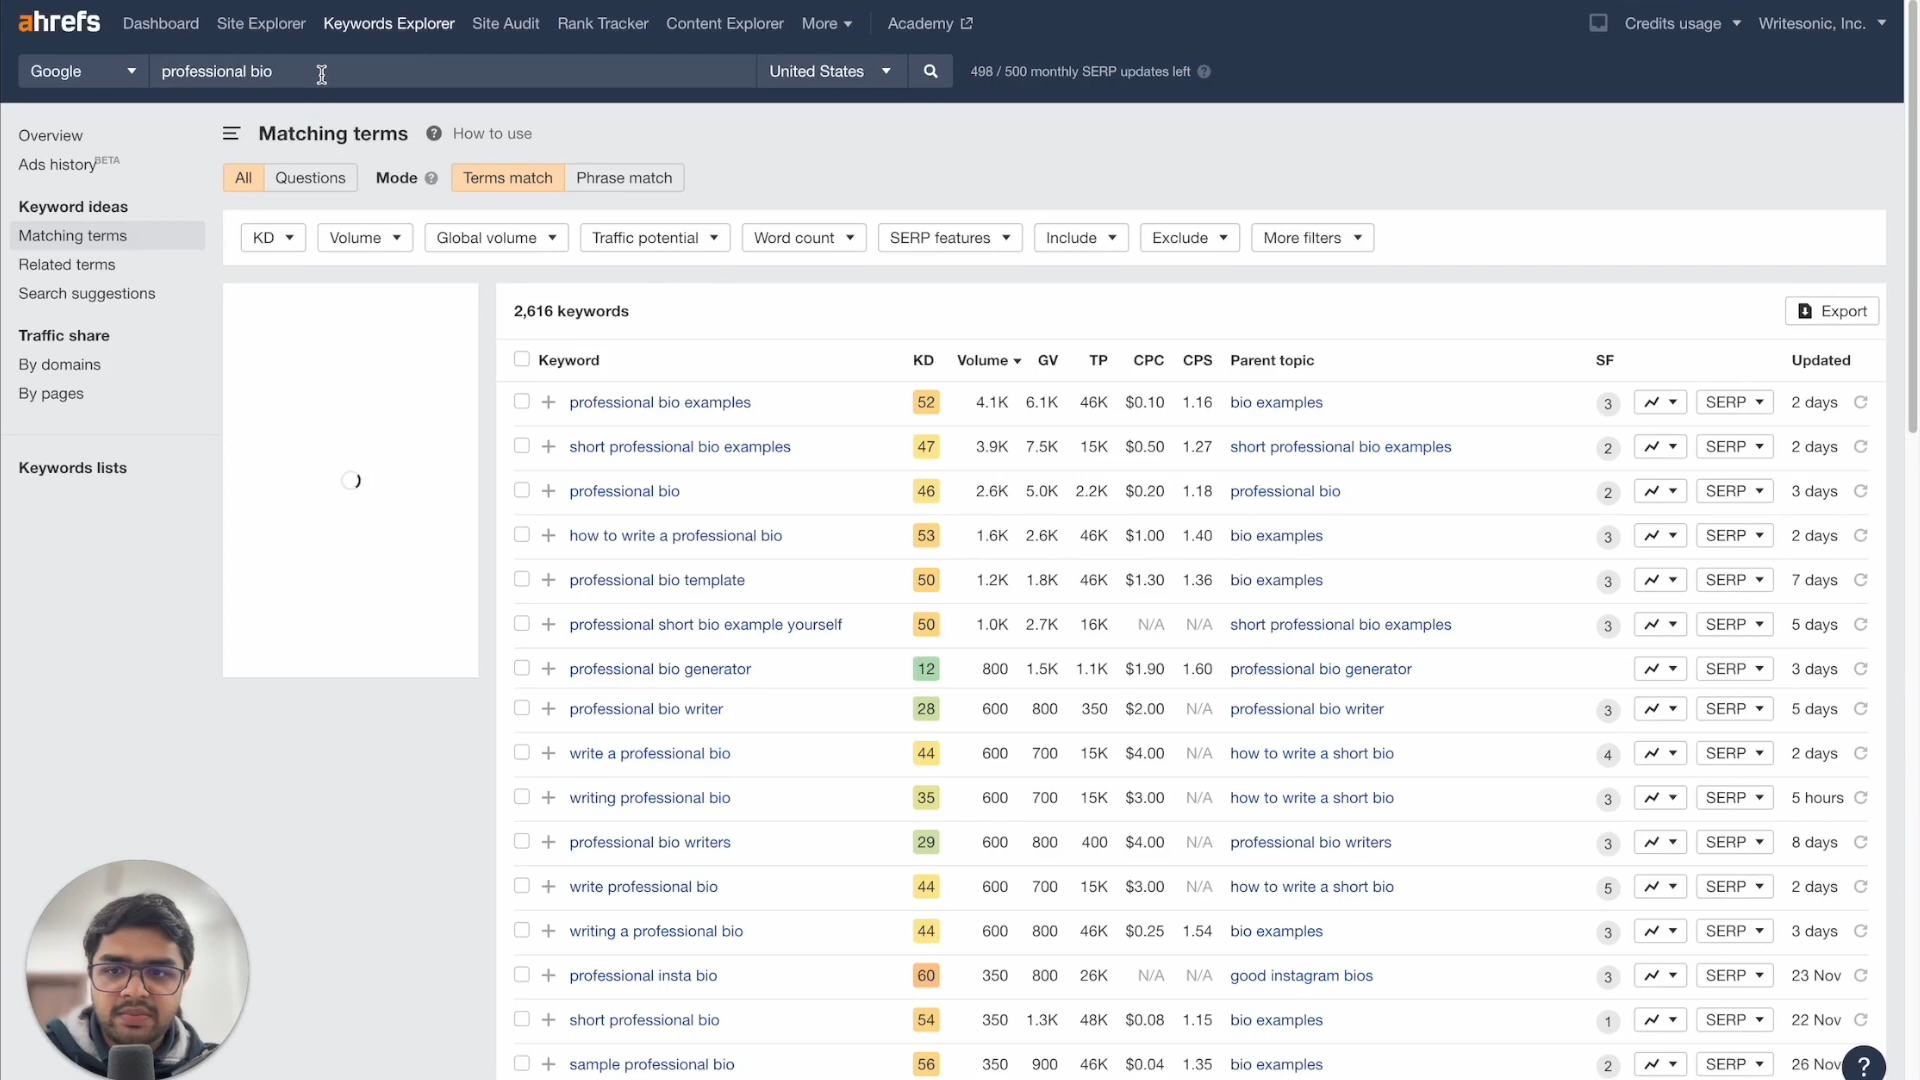 ahrefs Dashboard Site Explorer Keywords Explorer Site Audit Rank Tracker Content Explorer More Academy Credits usage Writesonic, Inc.
Google professional bio United States 498 / 500 monthly SERP updates left ?
Overview
Ads history BETA
Keyword ideas
Matching terms
Related terms
Search suggestions
Traffic share
By domains
By pages
Keywords lists
Matching terms ? How to use
All Questions Mode ? Terms match Phrase match
KD Volume Global volume Traffic potential Word count SERP features Include Exclude More filters
2,616 keywords Export
Keyword KD Volume GV TP CPC CPS Parent topic SF Updated
professional bio examples 52 4.1K 6.1K 46K $0.10 1.16 bio examples 3 SERP 2 days
short professional bio examples 47 3.9K 7.5K 15K $0.50 1.27 short professional bio examples 2 SERP 2 days
professional bio 46 2.6K 5.0K 2.2K $0.20 1.18 professional bio 2 SERP 3 days
how to write a professional bio 53 1.6K 2.6K 46K $1.00 1.40 bio examples 3 SERP 2 days
professional bio template 50 1.2K 1.8K 46K $1.30 1.36 bio examples 3 SERP 7 days
professional short bio example yourself 50 1.0K 2.7K 16K N/A N/A short professional bio examples 3 SERP 5 days
professional bio generator 12 800 1.5K 1.1K $1.90 1.60 professional bio generator SERP 3 days
professional bio writer 28 600 800 350 $2.00 N/A professional bio writer 3 SERP 5 days
write a professional bio 44 600 700 15K $4.00 N/A how to write a short bio 4 SERP 2 days
writing professional bio 35 600 700 15K $3.00 N/A how to write a short bio 3 SERP 5 hours
professional bio writers 29 600 800 400 $4.00 N/A professional bio writers 3 SERP 8 days
write professional bio 44 600 700 15K $3.00 N/A how to write a short bio 5 SERP 2 days
writing a professional bio 44 600 800 46K $0.25 1.54 bio examples 3 SERP 3 days
professional insta bio 60 350 800 26K N/A N/A good instagram bios 3 SERP 23 Nov
short professional bio 54 350 1.3K 48K $0.08 1.15 bio examples 1 SERP 22 Nov
sample professional bio 56 350 900 46K $0.04 1.35 bio examples 2 SERP 26 Nov
?